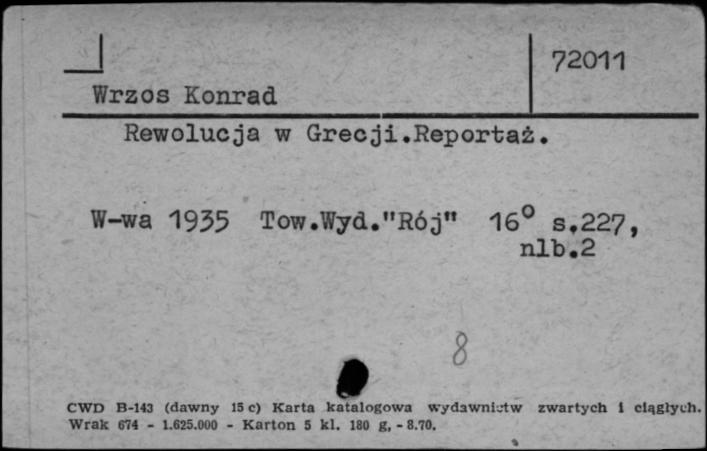 72011
Wrzos Konrad
Rewolucja w Grecji.Reportaż.
W-wa 1935 Tow.Wyd."Rój" 16° s.227,
nlb.2
8
CWD B-143 (dawny 15 c) Karta katalogowa wydawnictw zwartych i ciągłych.
Wrak 674 - 1.625.000 - Karton 5 kl. 180 g. - 8.70.